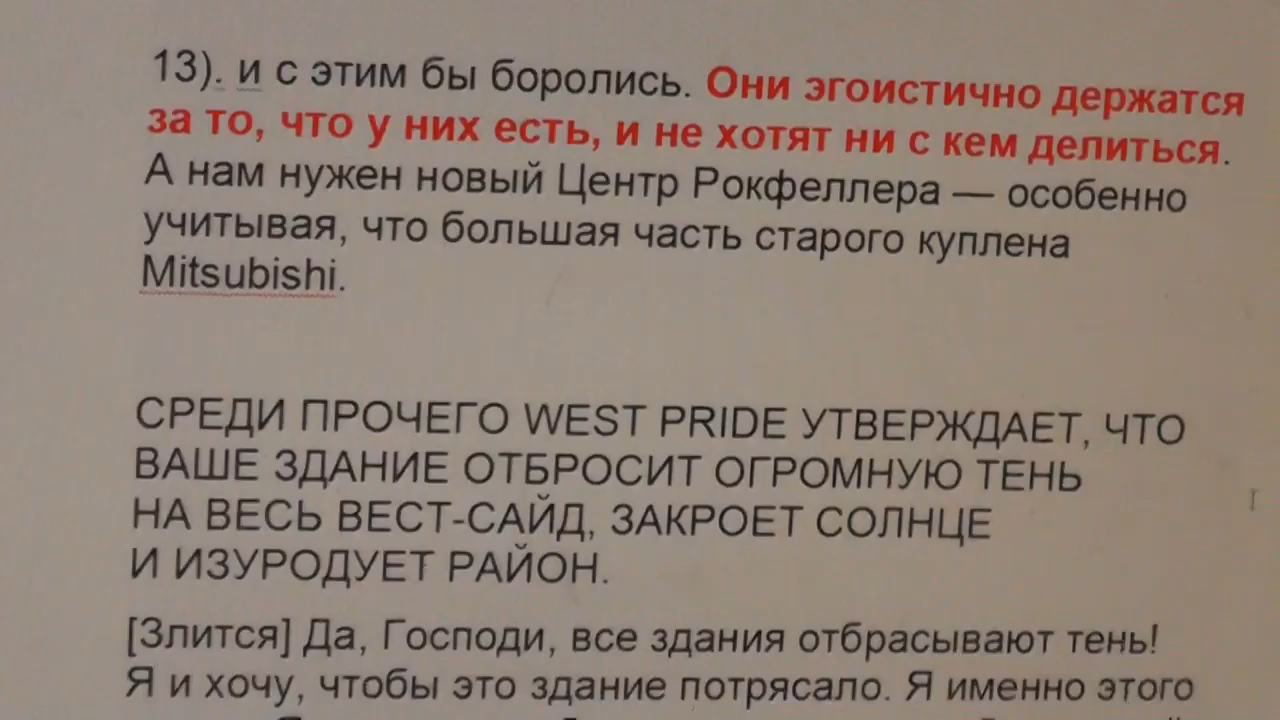 13). и с этим бы боролись. Они эгоистично держатся
за то, что у них есть, и не хотят ни с кем делиться.
А нам нужен новый Центр Рокфеллера — особенно
учитывая, что большая часть старого куплена
Mitsubishi.
СРЕДИ ПРОЧЕГО WEST PRIDE УТВЕРЖДАЕТ, ЧТО
ВАШЕ ЗДАНИЕ ОТБРОСИТ ОГРОМНУЮ ТЕНЬ
НА ВЕСЬ ВЕСТ-САЙД, ЗАКРОЕТ СОЛНЦЕ
И ИЗУРОДУЕТ РАЙОН.
[Злится] Да, Господи, все здания отбрасывают тень!
Я и хочу, чтобы это здание потрясало. Я именно этого